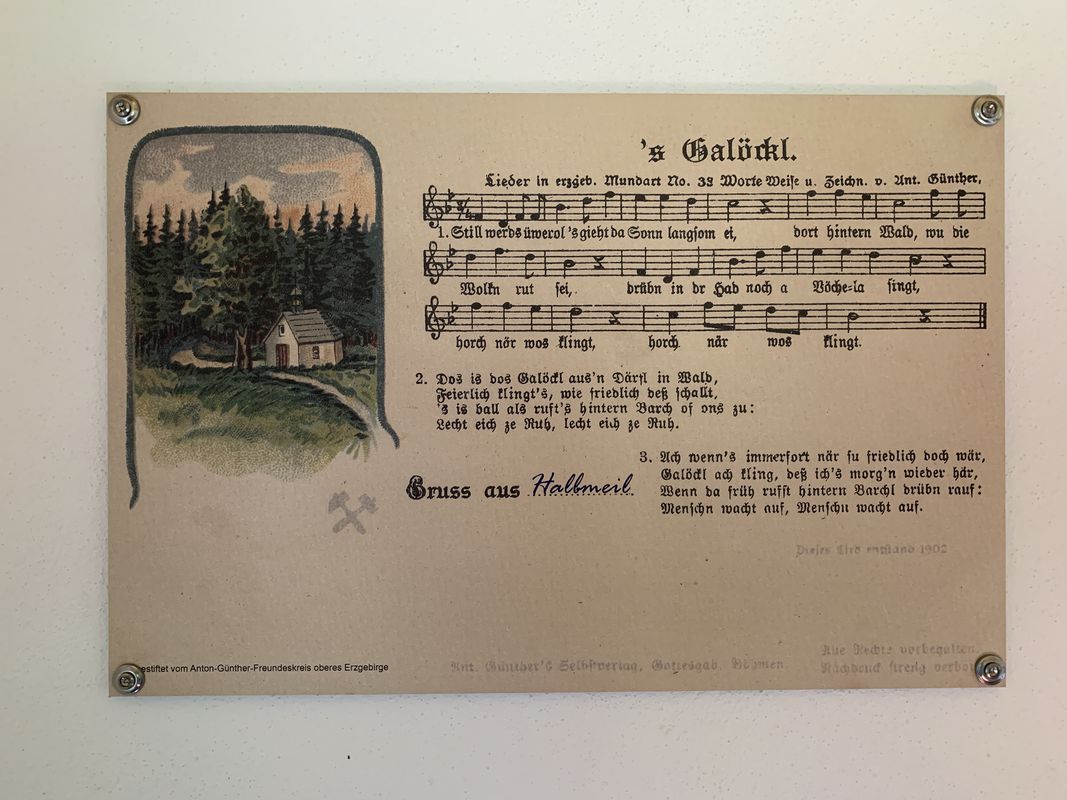 's Galöckl.
Lieder in erzgeb. Mundart No. 39 Worte Weise u. Zeichn. v. Ant. Günther,
1. Still werds üwerol 's gieht da Sonn langsom ei, dort hintern Wald, wu die
Wolkn rut sei, drübn in dr Hab noch a Vöche=la singt,
horch nör wos klingt, horch när wos klingt.
2. Dos is dos Galöckl aus'n Därfl in Wald,
Feierlich klingt's, wie friedlich deß schallt,
's is ball als ruft's hintern Barch of ons zu:
Lecht eich ze Ruh, lecht eich ze Ruh.
3. Ach wenn's immerfort när su friedlich doch wär,
Galöckl ach kling, deß ich's morg'n wieder här,
Wenn da früh rufst hintern Barchl drübn rauf:
Menschn wacht auf, Menschn wacht auf.
Gruss aus Halbmeil
Dieses Lied entstand 1902
estiftet vom Anton-Günther-Freundeskreis oberes Erzgebirge
Ant. Günther's Selbstverlag, Gottesgab, Böhmen.
Alle Rechte vorbehalten.
Nachdruck streng